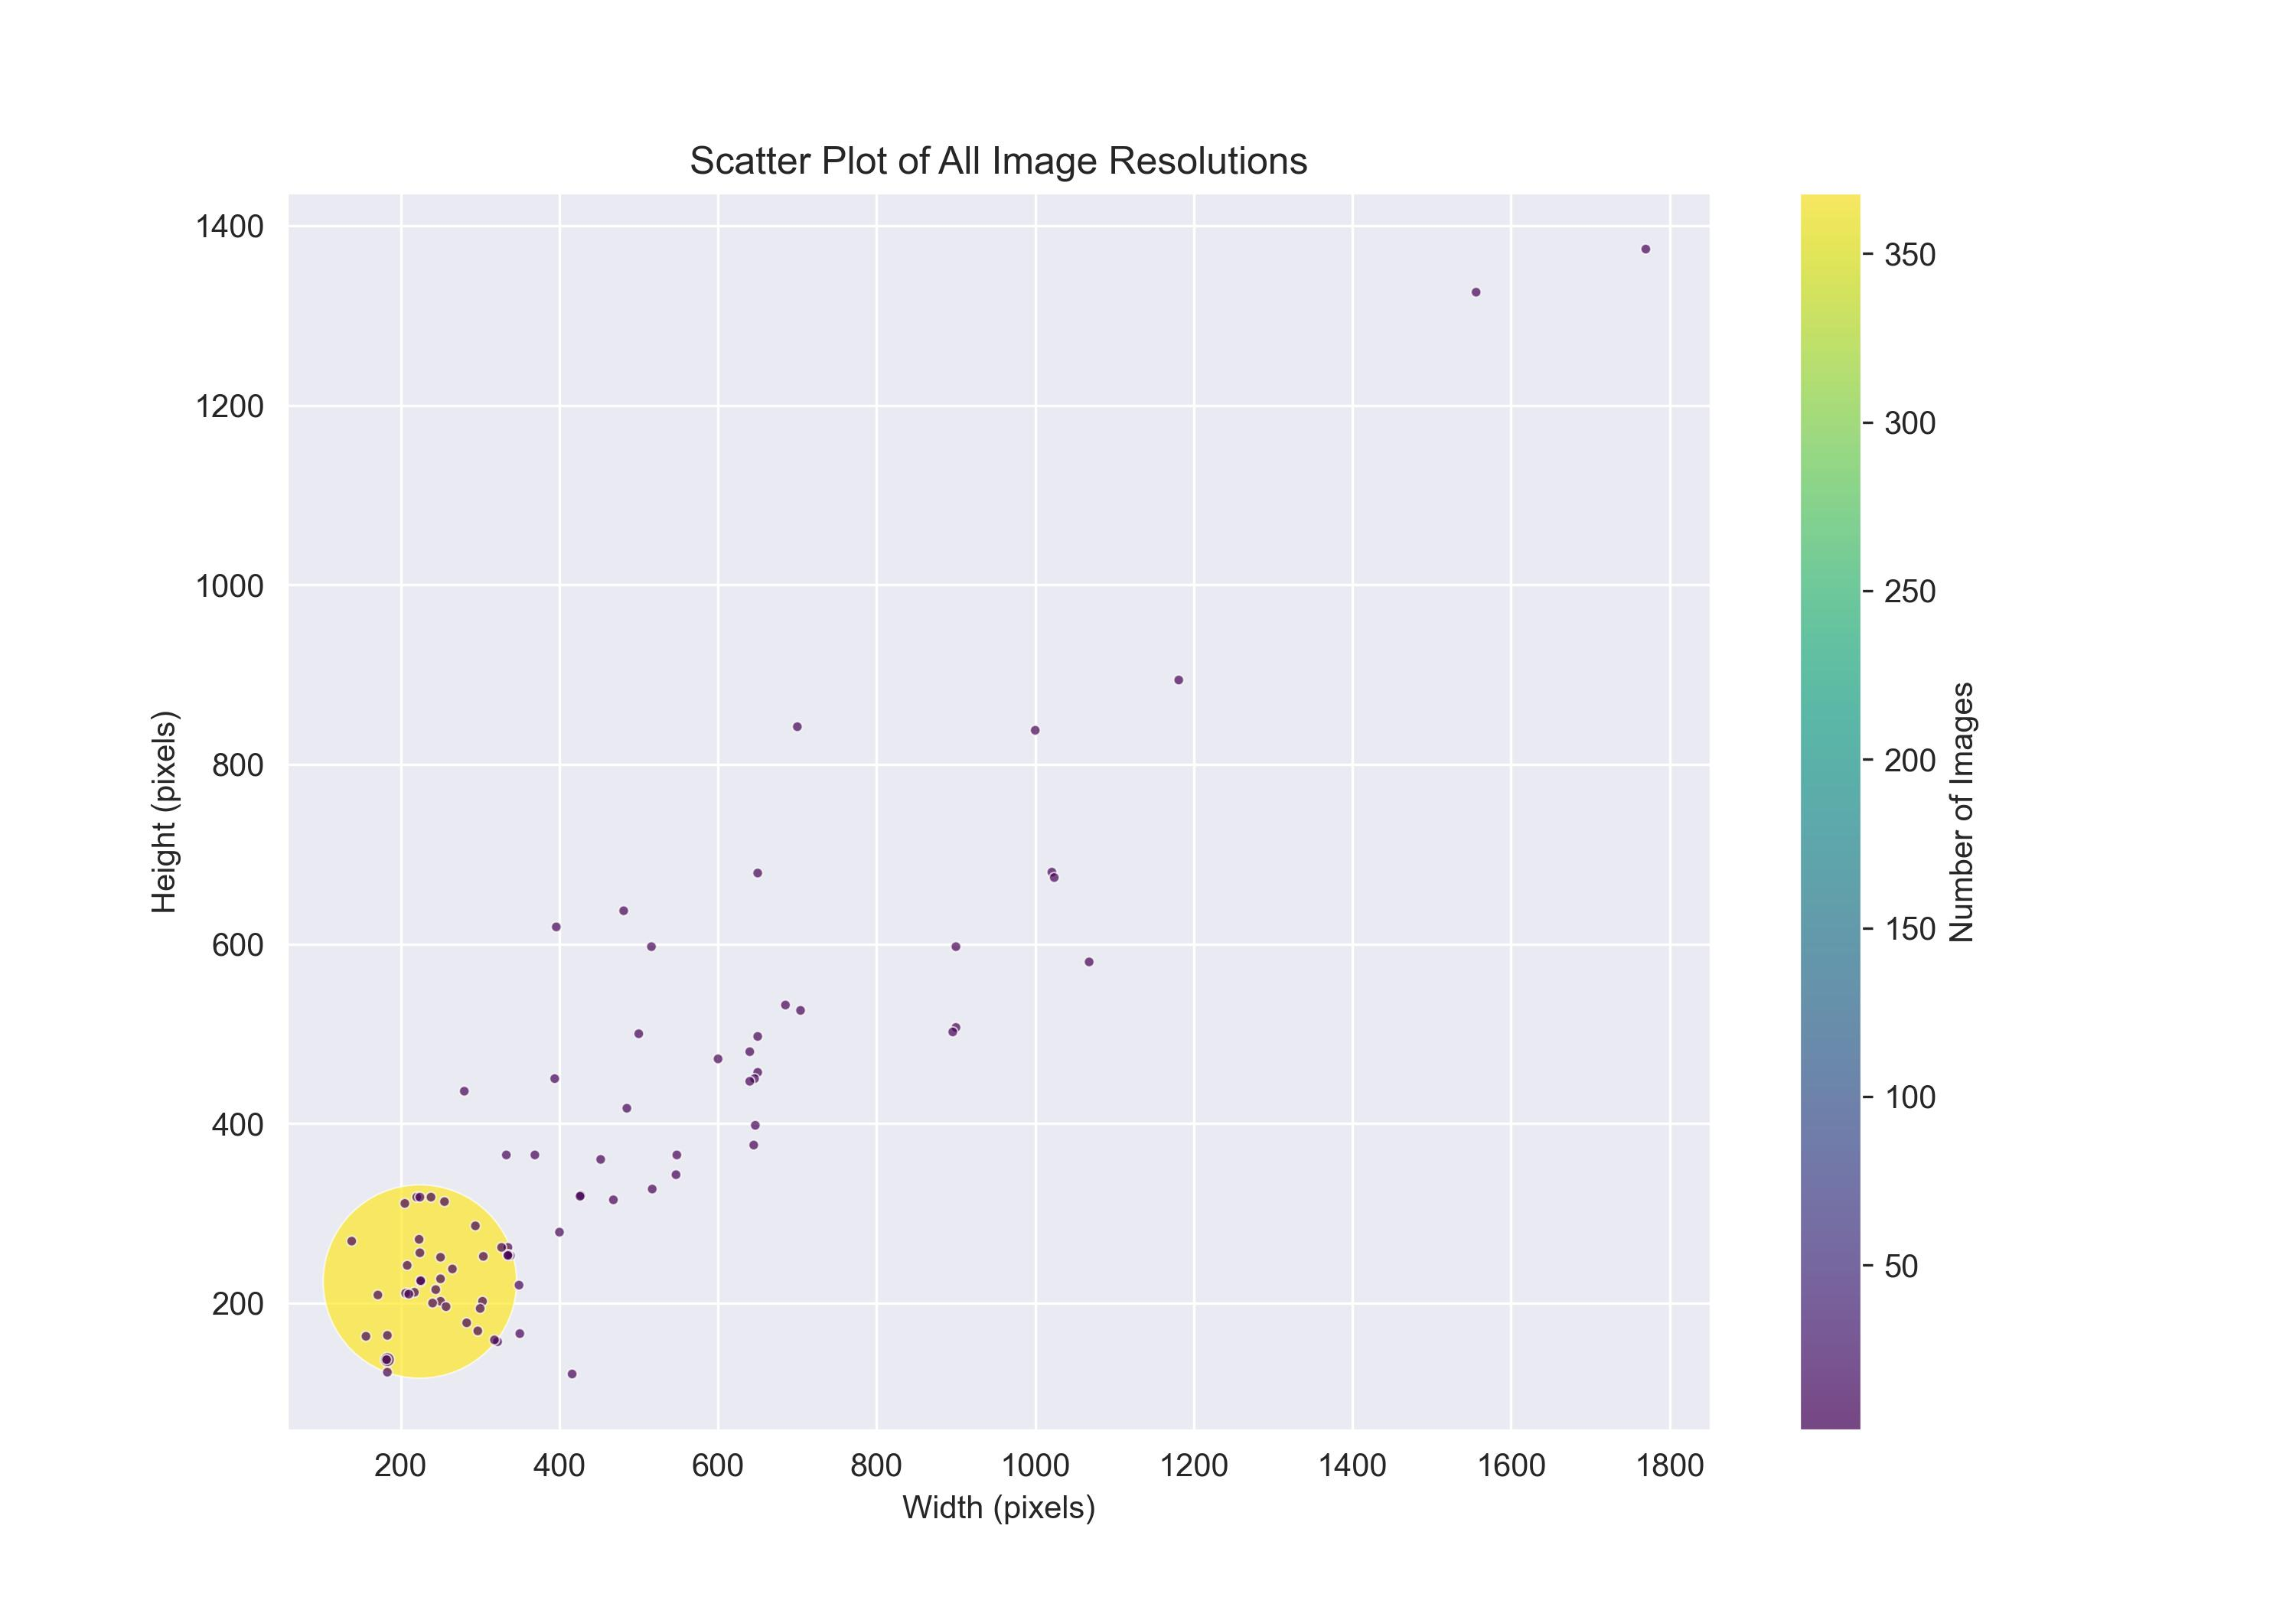 Scatter Plot of All Image Resolutions
Height (pixels)
1400
1200
1000
800
600
400
200
200 400 600 800 1000 1200 1400 1600 1800
Width (pixels)
350
300
250
200
150
100
50
Number of Images